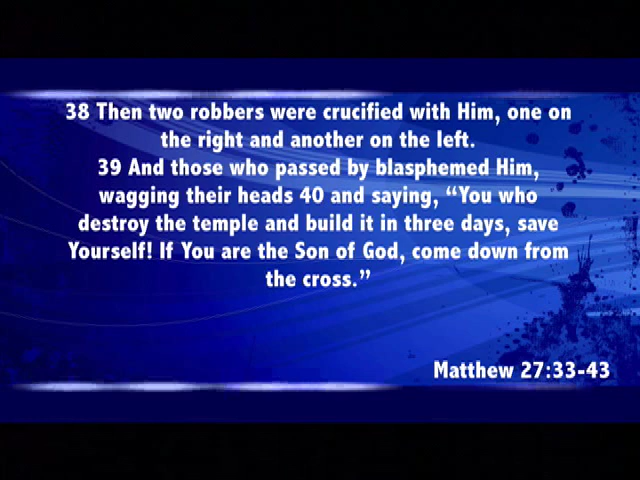 38 Then two robbers were crucified with Him, one on
the right and another on the left.
39 And those who passed by blasphemed Him,
wagging their heads 40 and saying, “You who
destroy the temple and build it in three days, save
Yourself! If You are the Son of God, come down from
the cross.”
Matthew 27:33-43